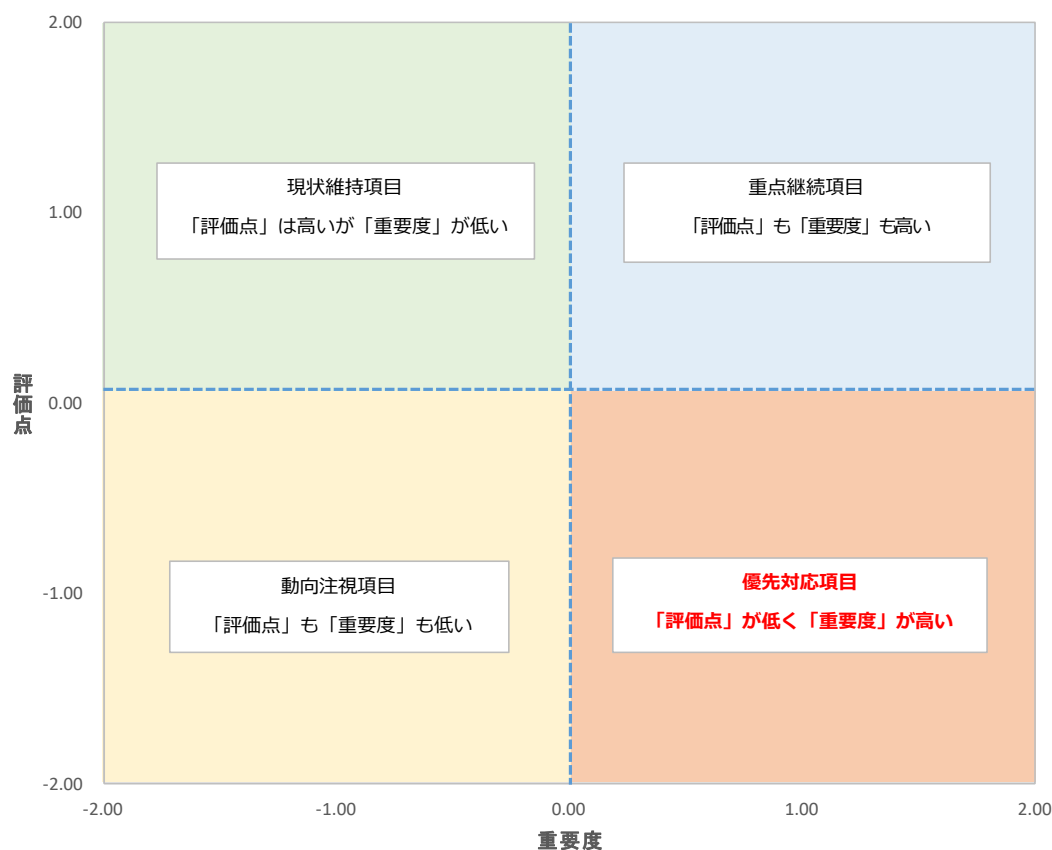 2.00
現状維持項目
「評価点」は高いが「重要度」が低い
重点継続項目
「評価点」も「重要度」も高い
1.00
評価点
0.00
動向注視項目
「評価点」も「重要度」も低い
優先対応項目
「評価点」が低く「重要度」が高い
-1.00
-2.00
-2.00
-1.00
0.00
1.00
2.00
重要度